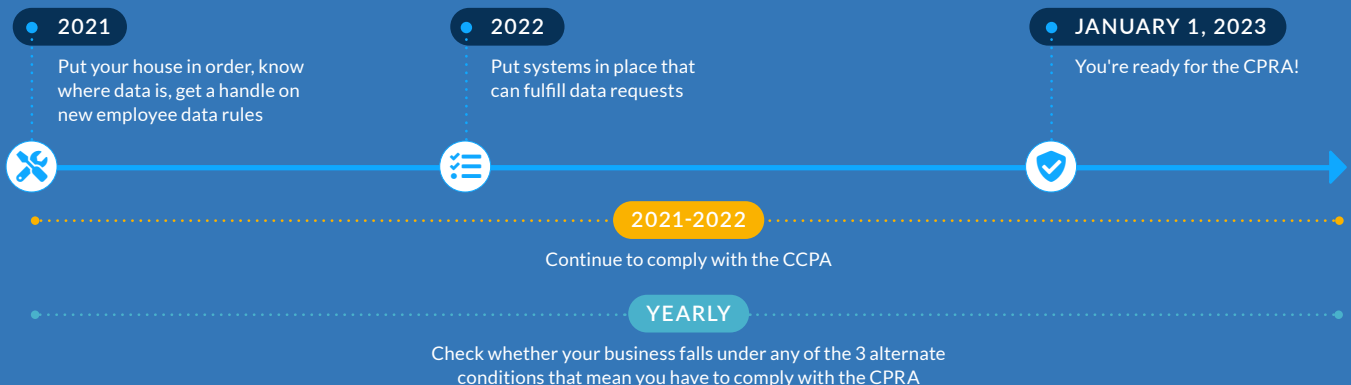 2021
Put your house in order, know
where data is, get a handle on
new employee data rules
2022
Put systems in place that
can fulfill data requests
JANUARY 1, 2023
You're ready for the CPRA!
2021-2022
Continue to comply with the CCPA
YEARLY
Check whether your business falls under any of the 3 alternate
conditions that mean you have to comply with the CPRA